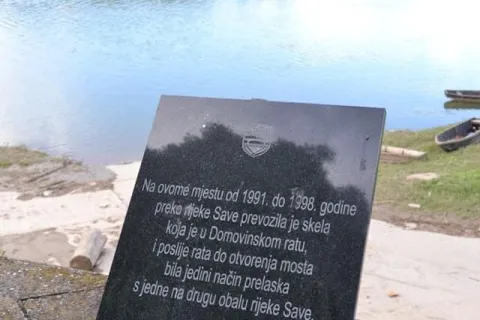 Na ovome mjestu od 1991. do 1998. godine
preko rijeke Save prevozila je skela
koja je u Domovinskom ratu,
i poslije rata do otvorenja mosta
bila jedini način prelaska
s jedne na drugu obalu rijeke Save.